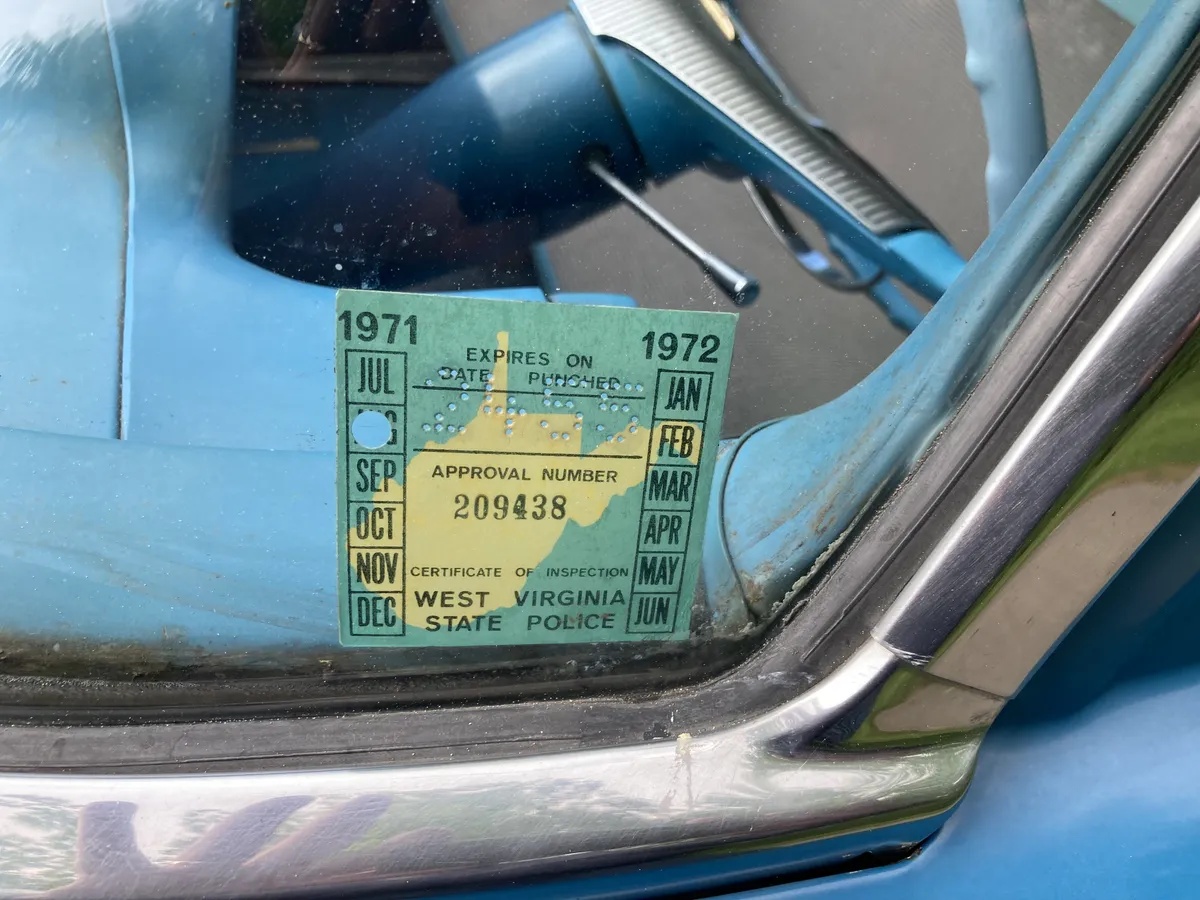 1971
1972
EXPIRES ON
DATE PUNCHED
JUL
SEP
OCT
NOV
DEC
JAN
FEB
MAR
APR
MAY
JUN
APPROVAL NUMBER
209438
CERTIFICATE OF INSPECTION
WEST VIRGINIA
STATE POLICE